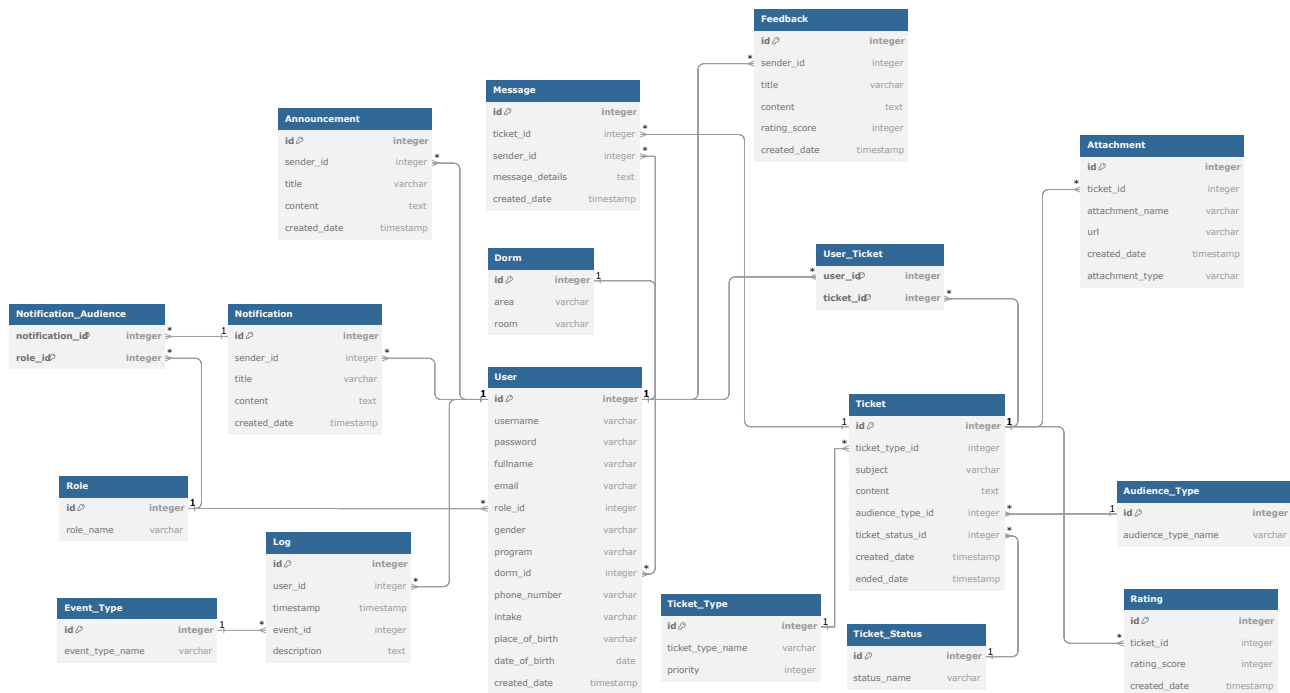 Feedback
id integer
sender_id integer
title varchar
content text
rating_score integer
created_date timestamp
Message
id integer
ticket_id integer
sender_id integer
message_details text
created_date timestamp
Announcement
id integer
sender_id integer
title varchar
content text
created_date timestamp
Attachment
id integer
ticket_id integer
attachment_name varchar
url varchar
created_date timestamp
attachment_type varchar
Dorm
id integer
area varchar
room varchar
User_Ticket
user_id integer
ticket_id integer
Notification_Audience
notification_id integer
role_id integer
Notification
id integer
sender_id integer
title varchar
content text
created_date timestamp
User
id integer
username varchar
password varchar
fullname varchar
email varchar
role_id integer
gender varchar
program varchar
dorm_id integer
phone_number varchar
intake varchar
place_of_birth varchar
date_of_birth date
created_date timestamp
Ticket
id integer
ticket_type_id integer
subject varchar
content text
audience_type_id integer
ticket_status_id integer
created_date timestamp
ended_date timestamp
Role
id integer
role_name varchar
Audience_Type
id integer
audience_type_name varchar
Log
id integer
user_id integer
timestamp timestamp
event_id integer
description text
Event_Type
id integer
event_type_name varchar
Ticket_Type
id integer
ticket_type_name varchar
priority integer
Ticket_Status
id integer
status_name varchar
Rating
id integer
ticket_id integer
rating_score integer
created_date timestamp